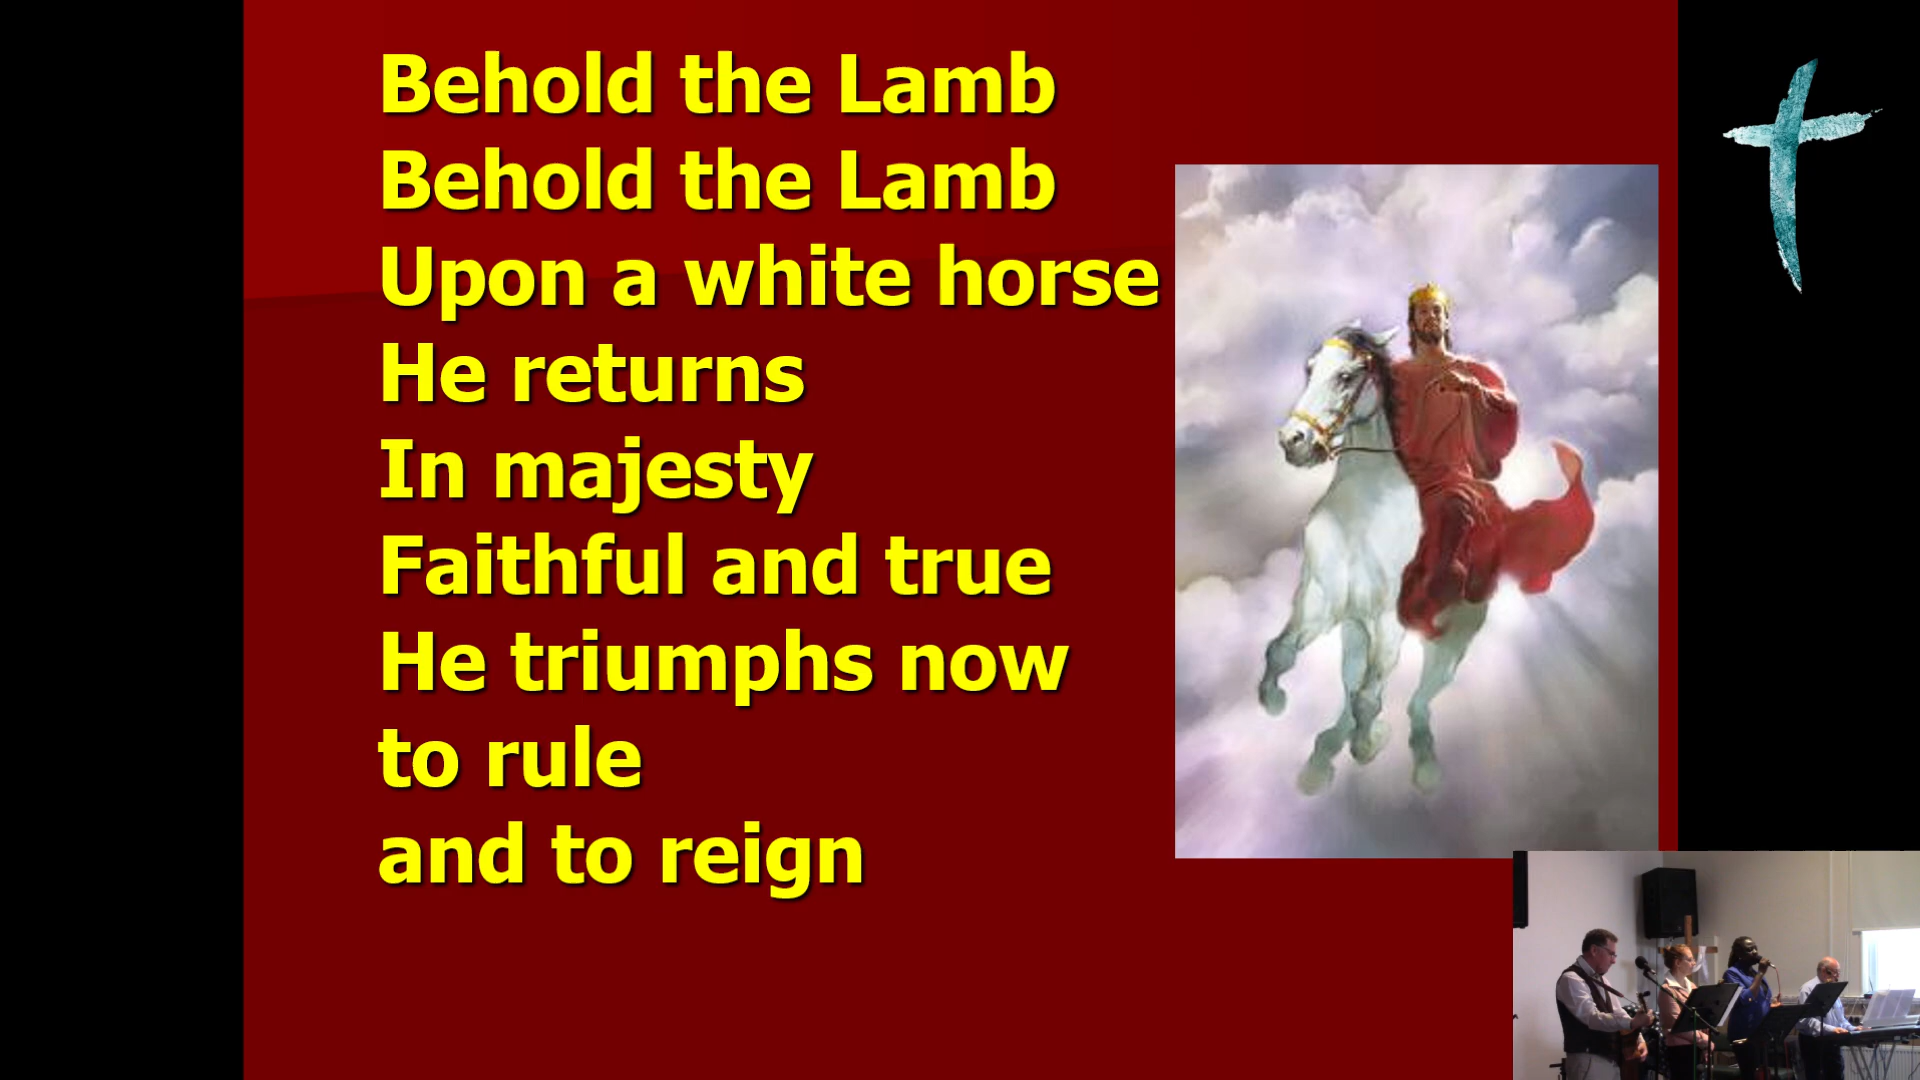 Behold the Lamb
Behold the Lamb
Upon a white horse
He returns
In majesty
Faithful and true
He triumphs now
to rule
and to reign